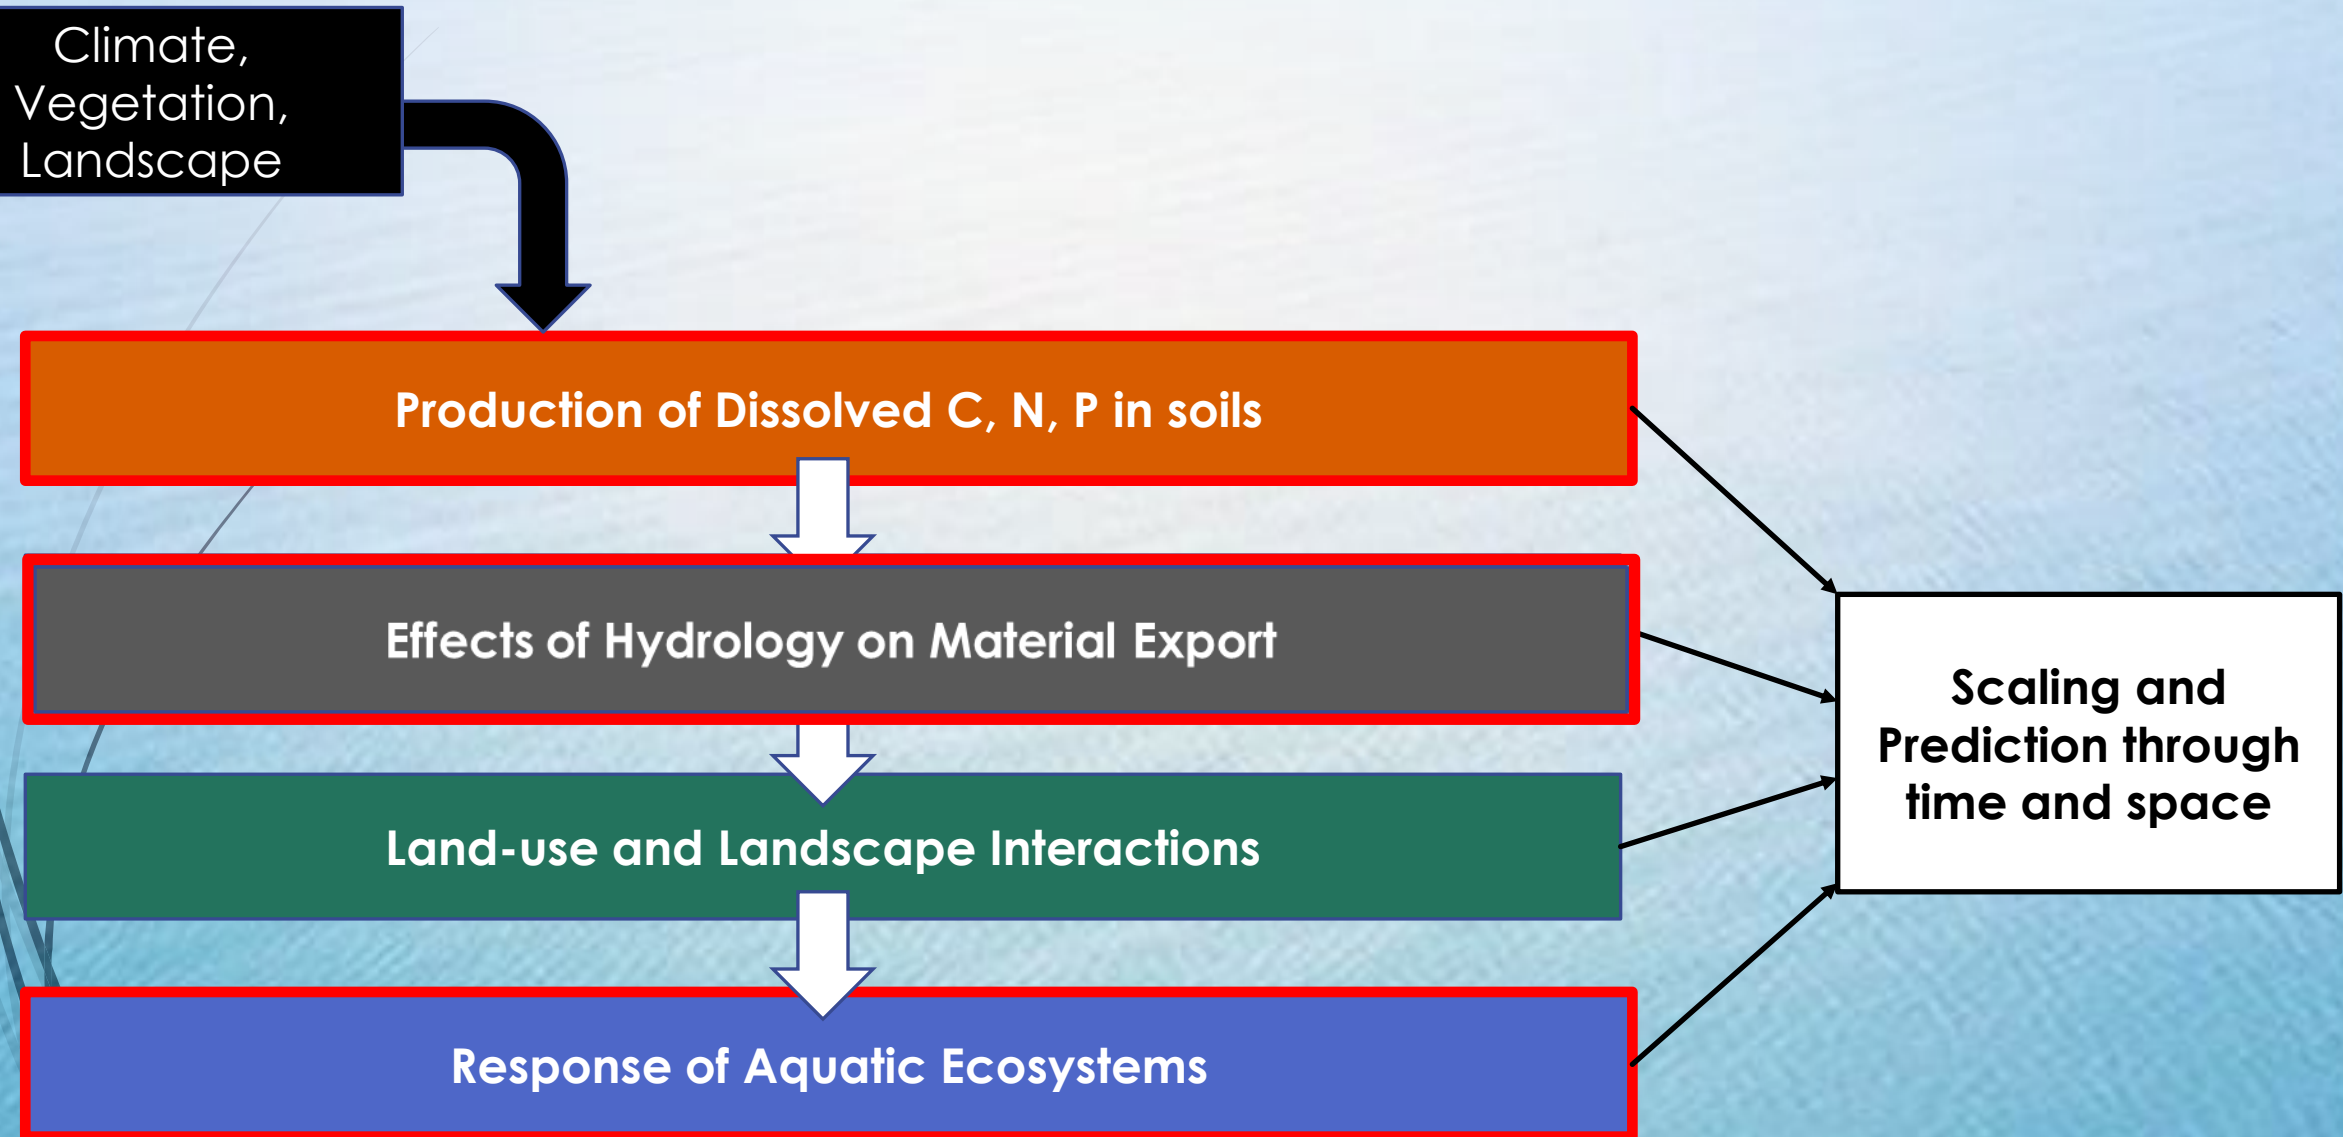 Climate,
Vegetation,
Landscape
Production of Dissolved C, N, P in soils
Effects of Hydrology on Material Export
Land-use and Landscape Interactions
Response of Aquatic Ecosystems
Scaling and
Prediction through
time and space